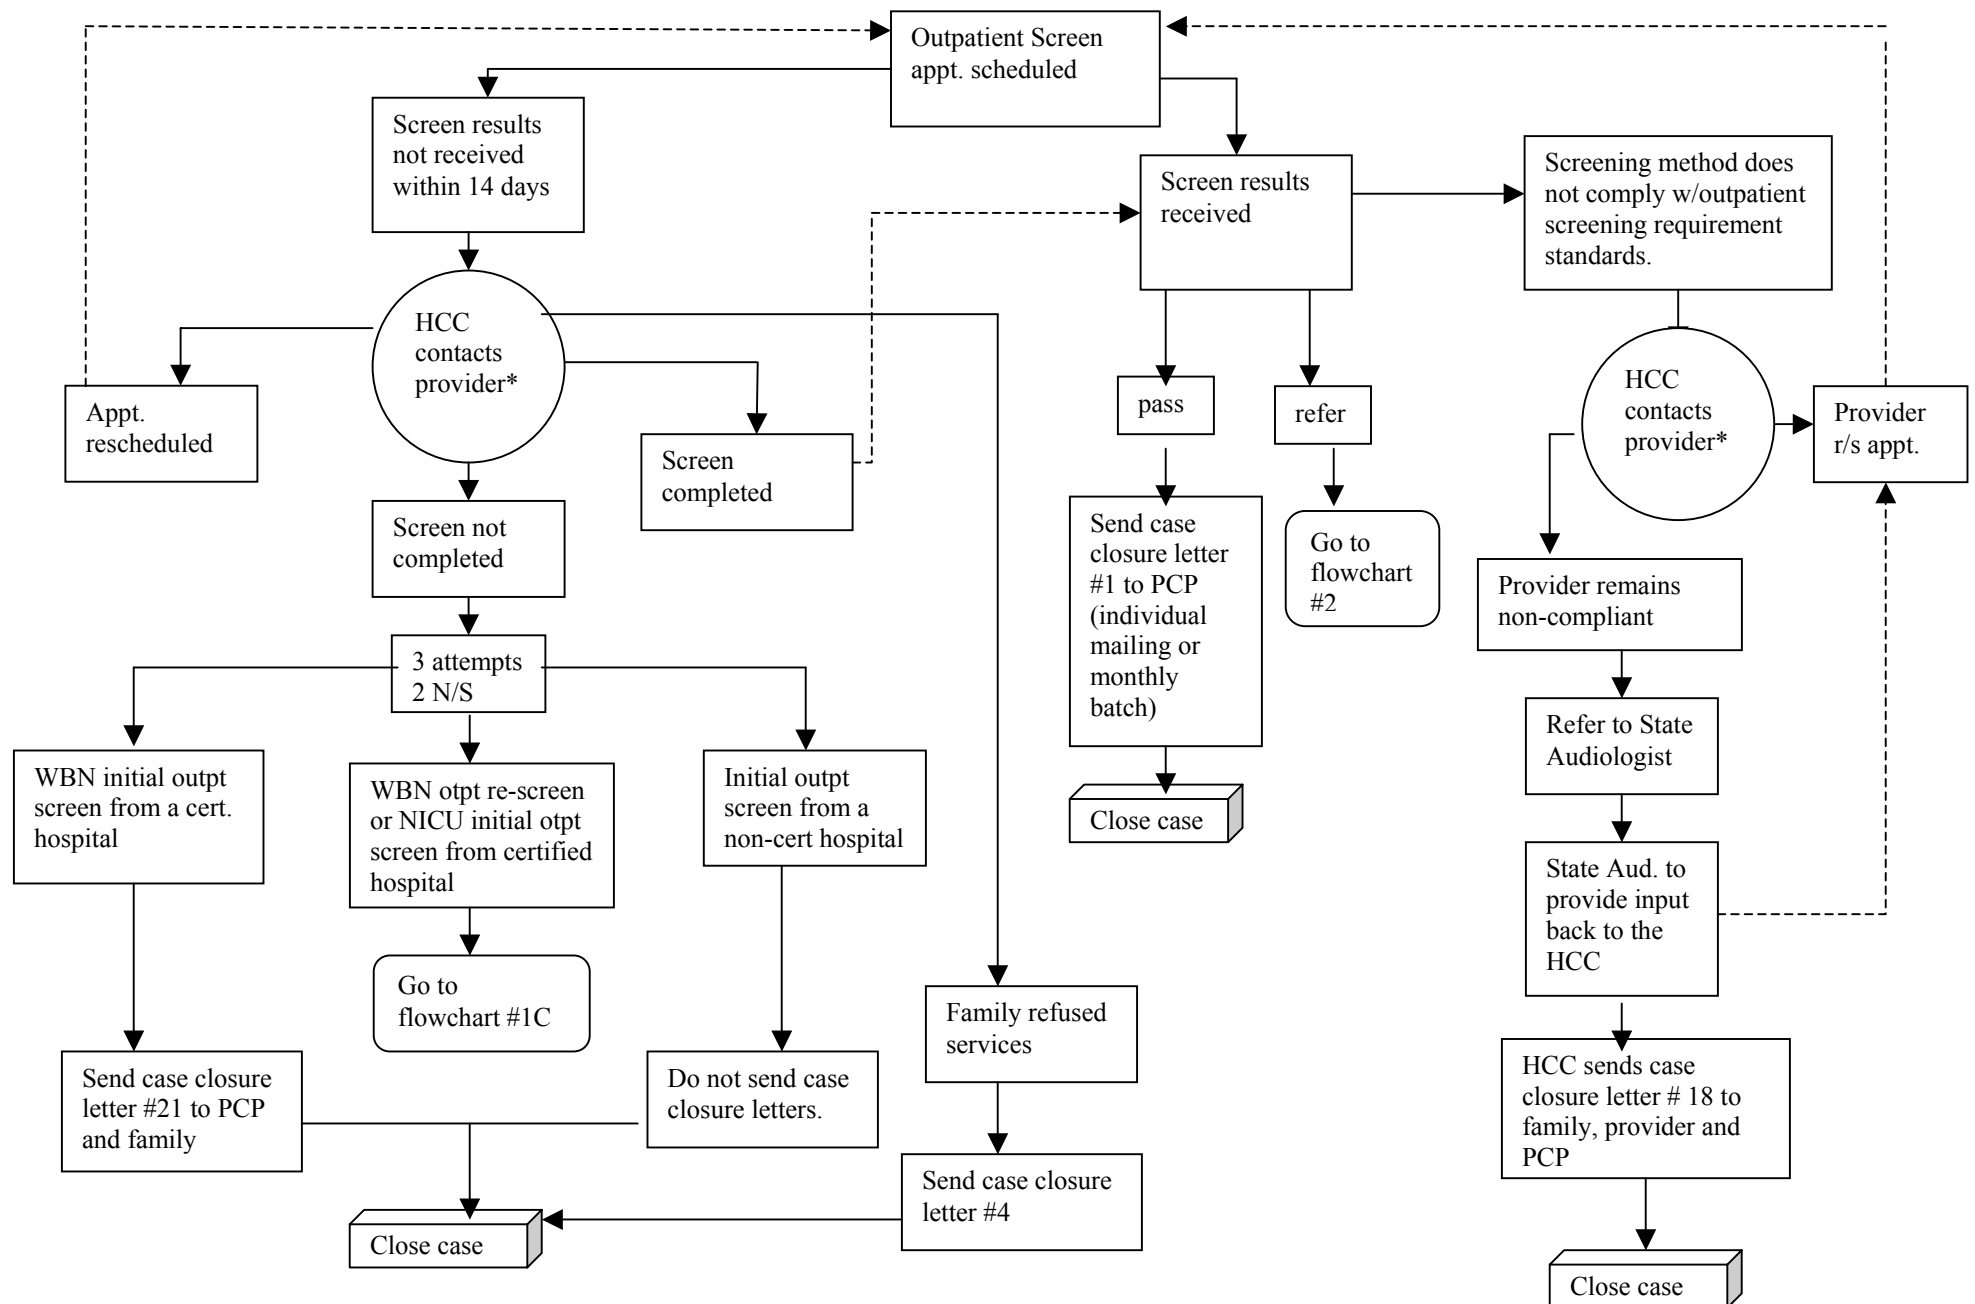 Outpatient Screen
appt. scheduled
Screen results
not received
within 14 days
Screen results
received
Screening method does
not comply w/outpatient
screening requirement
standards.
HCC
contacts
provider*
Appt.
rescheduled
Screen
completed
pass
refer
HCC
contacts
provider*
Provider
r/s appt.
Screen not
completed
Send case
closure letter
#1 to PCP
(individual
mailing or
monthly
batch)
Go to
flowchart
#2
Provider remains
non-compliant
3 attempts
2 N/S
Refer to State
Audiologist
WBN initial outpt
screen from a cert.
hospital
WBN otpt re-screen
or NICU initial otpt
screen from certified
hospital
Initial outpt
screen from a
non-cert hospital
Close case
State Aud. to
provide input
back to the
HCC
Go to
flowchart #1C
Family refused
services
Send case closure
letter #21 to PCP
and family
Do not send case
closure letters.
HCC sends case
closure letter # 18 to
family, provider and
PCP
Send case closure
letter #4
Close case
Close case